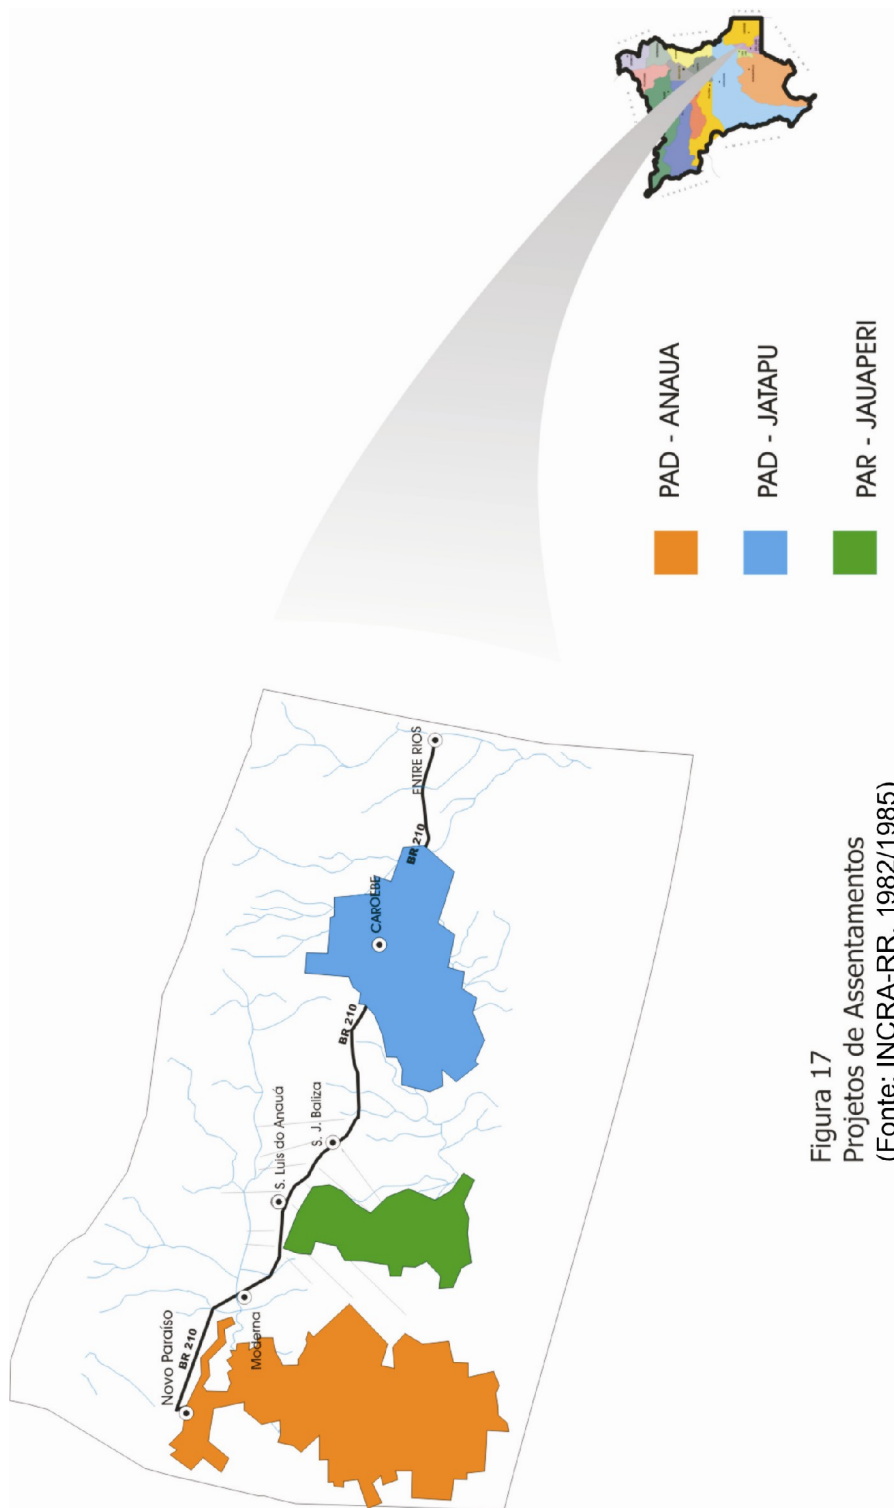 Novo Paraíso
BR 210
Moderna
S. Luis do Anauá
S. J. Baliza
BR 210
CAROEBE
BR 210
ENTRE RIOS
PAD - ANAUA
PAD - JATAPU
PAR - JAUAPERI
Figura 17
Projetos de Assentamentos
(Fonte: INCRA-RR, 1982/1985)